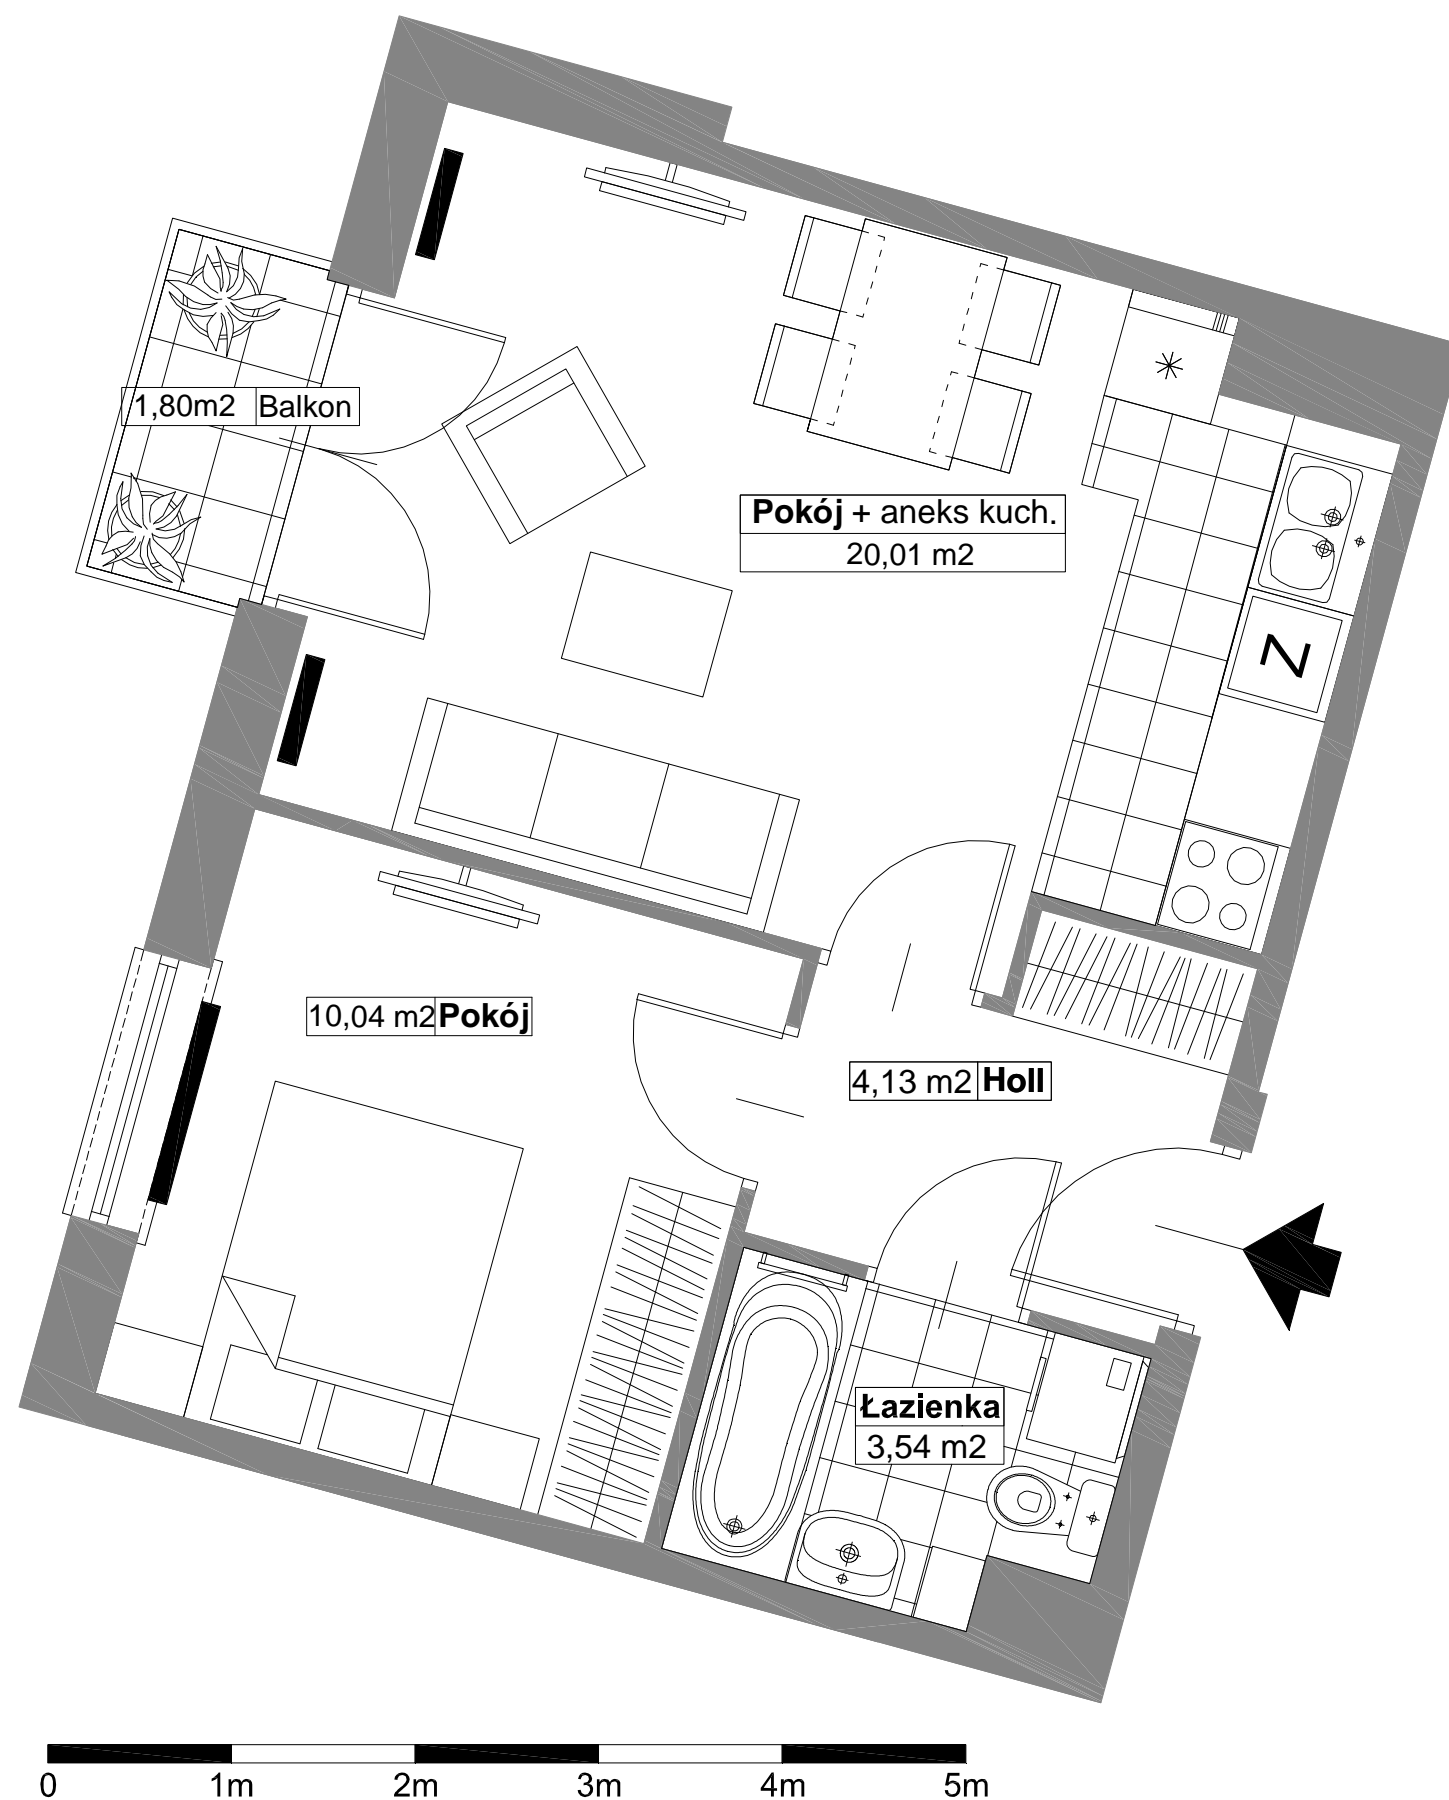 1,80m2 Balkon
Pokój + aneks kuch.
20,01 m2
Z
10,04 m2 Pokój
4,13 m2 Holl
Łazienka
3,54 m2
0 1m 2m 3m 4m 5m